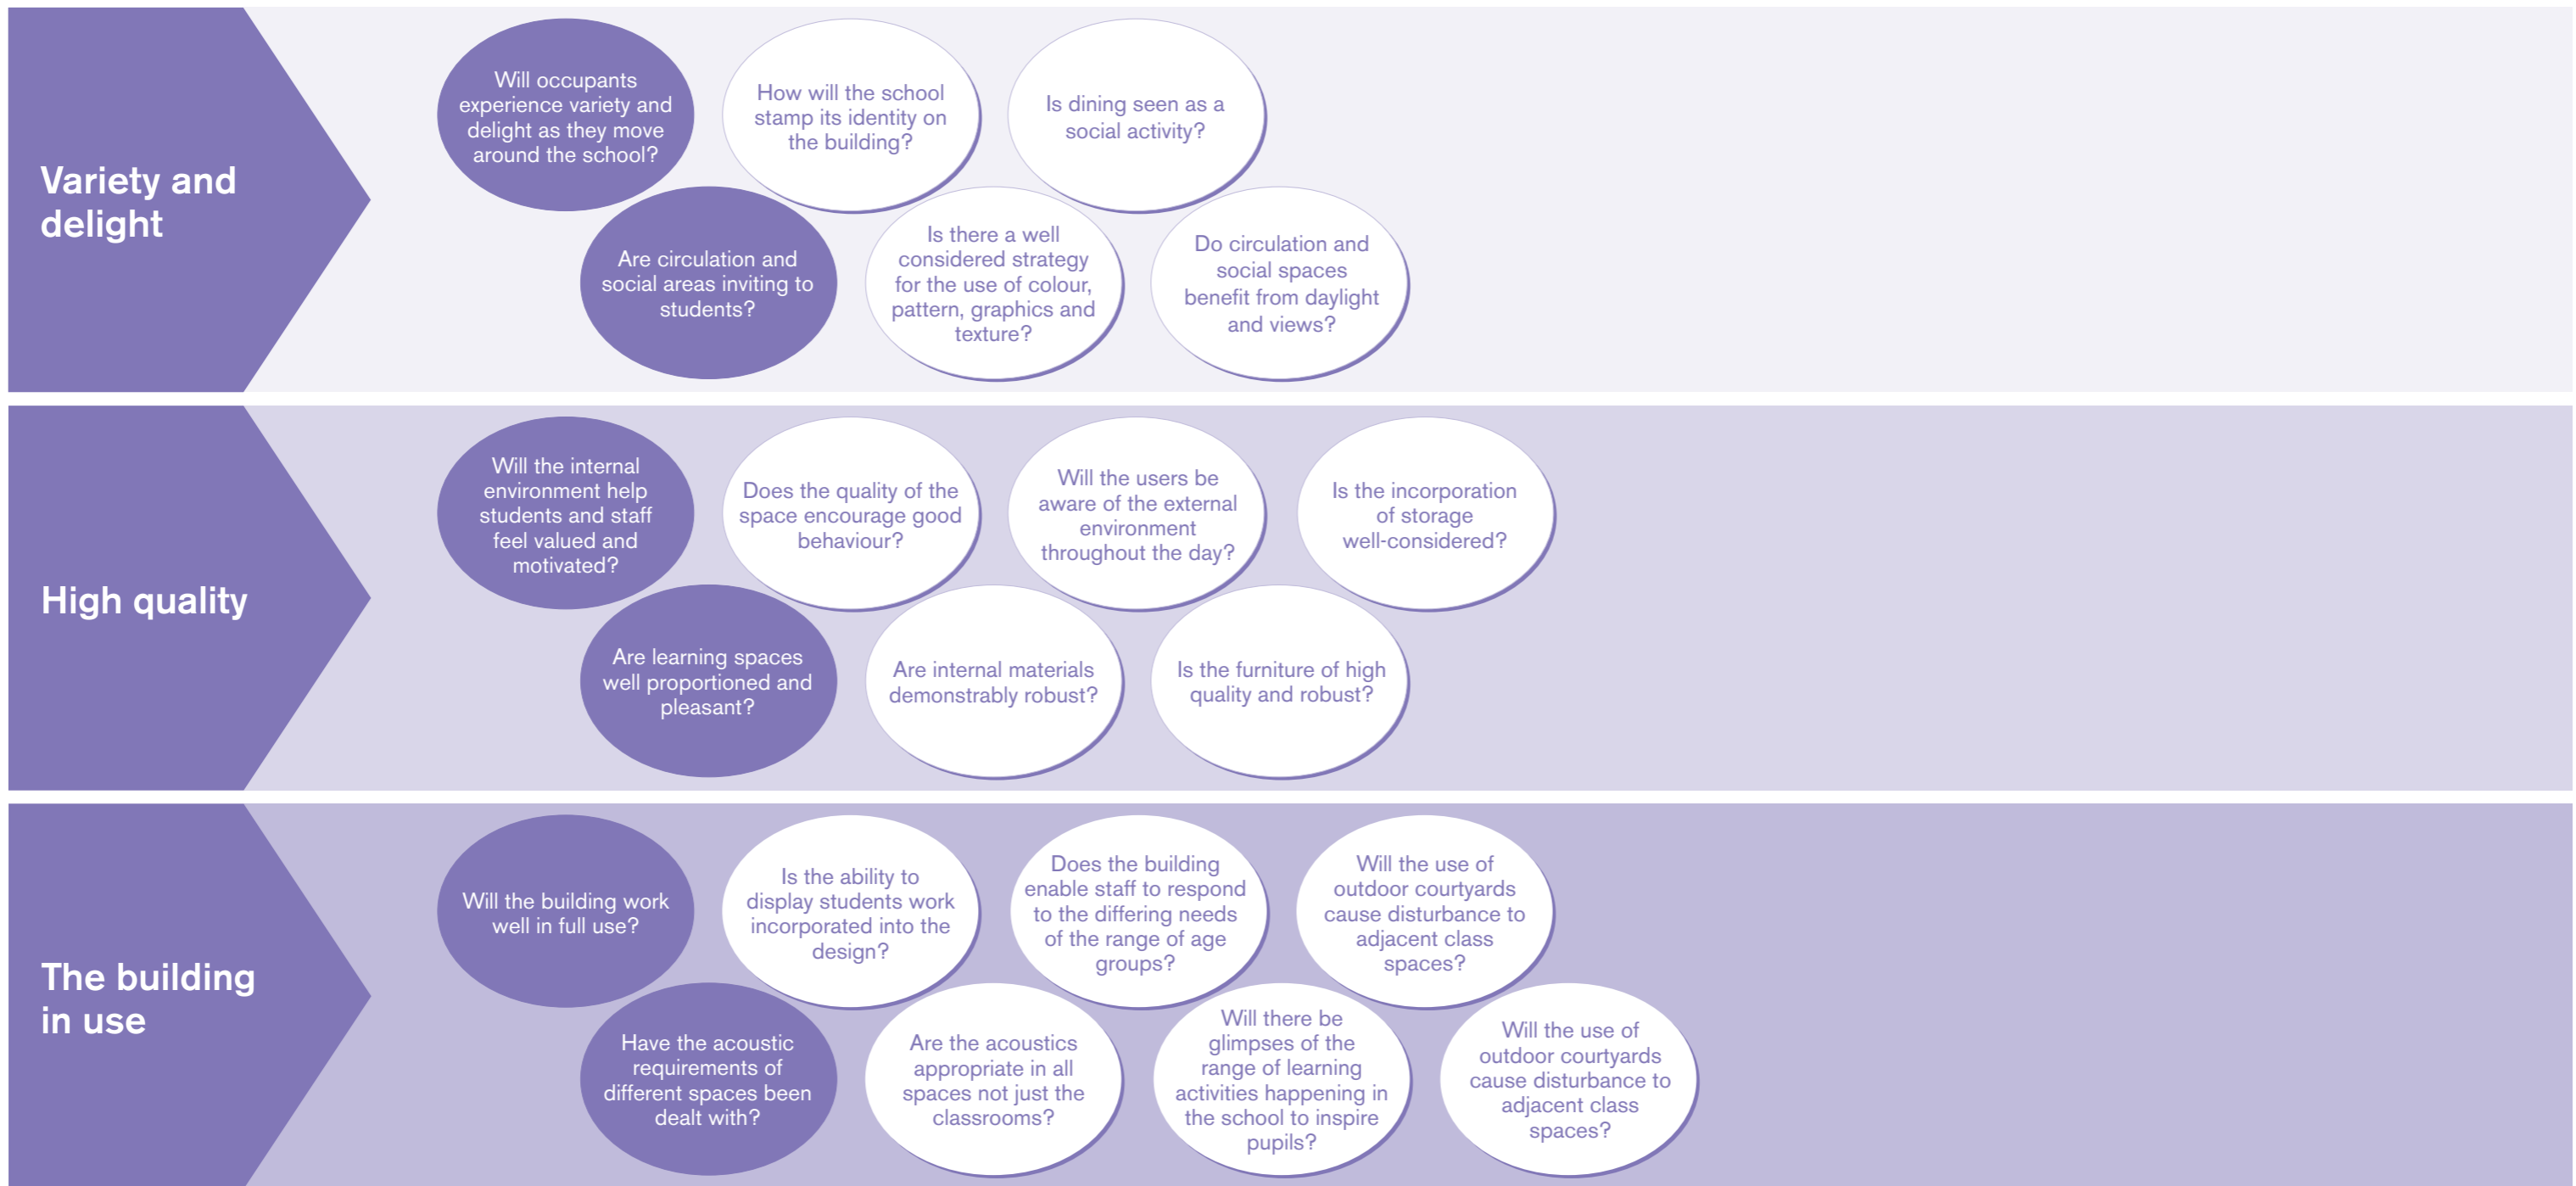 Variety and
delight
Will occupants
experience variety and
delight as they move
around the school?
How will the school
stamp its identity on
the building?
Is dining seen as a
social activity?
Are circulation and
social areas inviting to
students?
Is there a well
considered strategy
for the use of colour,
pattern, graphics and
texture?
Do circulation and
social spaces
benefit from daylight
and views?
High quality
Will the internal
environment help
students and staff
feel valued and
motivated?
Does the quality of the
space encourage good
behaviour?
Will the users be
aware of the external
environment
throughout the day?
Is the incorporation
of storage
well-considered?
Are learning spaces
well proportioned and
pleasant?
Are internal materials
demonstrably robust?
Is the furniture of high
quality and robust?
The building
in use
Will the building work
well in full use?
Is the ability to
display students work
incorporated into the
design?
Does the building
enable staff to respond
to the differing needs
of the range of age
groups?
Will the use of
outdoor courtyards
cause disturbance to
adjacent class
spaces?
Have the acoustic
requirements of
different spaces been
dealt with?
Are the acoustics
appropriate in all
spaces not just the
classrooms?
Will there be
glimpses of the
range of learning
activities happening in
the school to inspire
pupils?
Will the use of
outdoor courtyards
cause disturbance to
adjacent class
spaces?